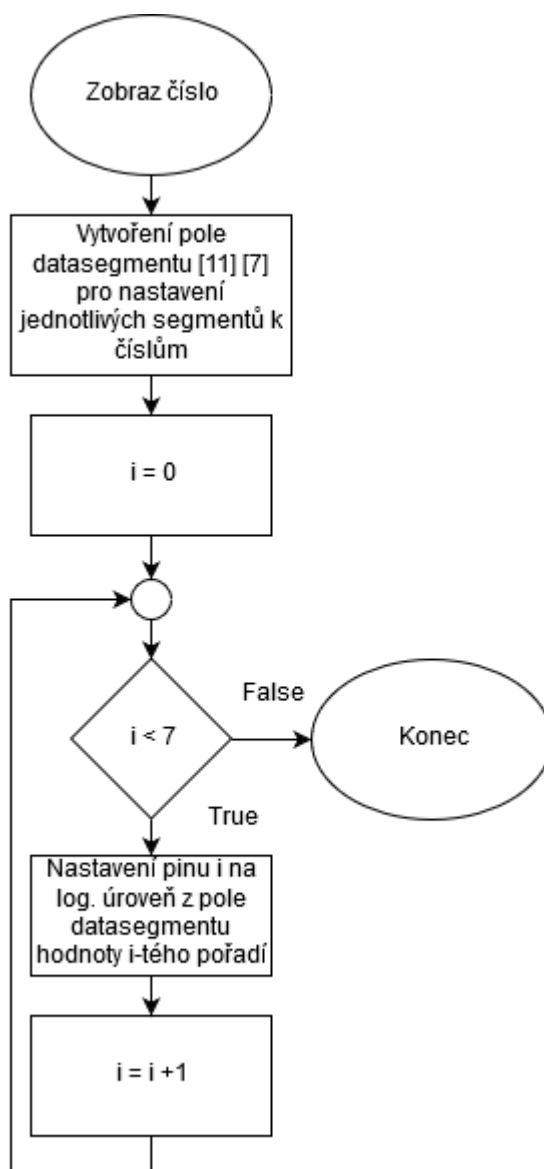 Zobraz číslo
Vytvoření pole
datasegmentu [11] [7]
pro nastavení
jednotlivých segmentů k
číslům
i = 0
i < 7
False
Konec
True
Nastavení pinu i na
log. úroveň z pole
datasegmentu
hodnoty i-tého pořadí
i = i +1